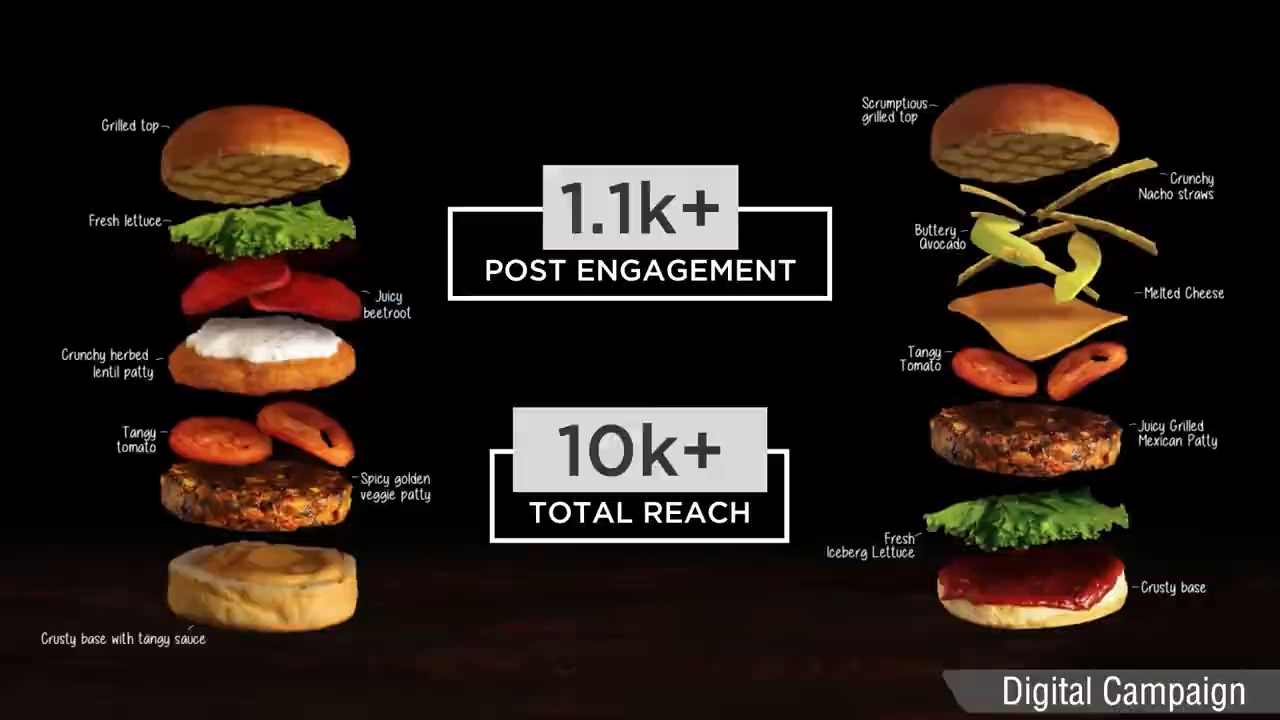 Grilled top
Fresh lettuce
Juicy
beetroot
Crunchy herbed
lentil patty
Tangy
tomato
Spicy golden
veggie patty
Crusty base with tangy sauce
1.1k+
POST ENGAGEMENT
10k+
TOTAL REACH
Scrumptious
grilled top
Crunchy
Nacho straws
Buttery
Avocado
Melted Cheese
Tangy
Tomato
Juicy Grilled
Mexican Patty
Fresh
Iceberg Lettuce
Crusty base
Digital Campaign